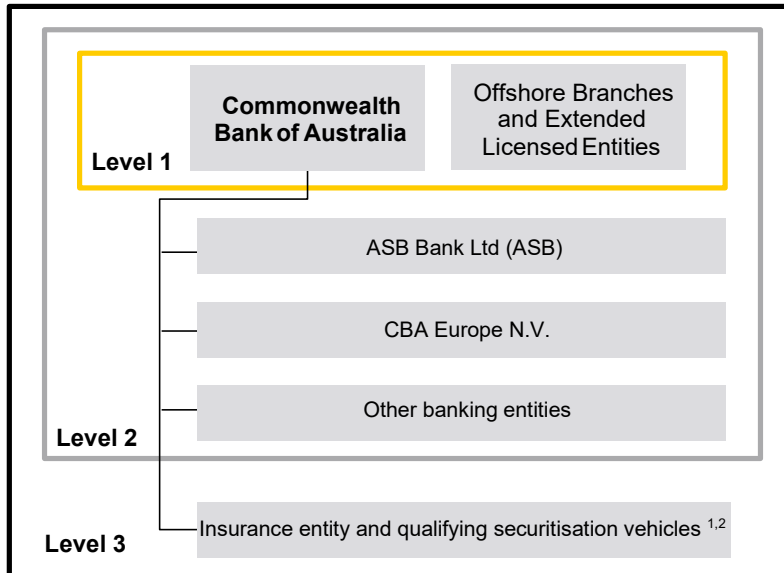 Commonwealth
Bank of Australia
Offshore Branches
and Extended
Licensed Entities
Level 1
ASB Bank Ltd (ASB)
CBA Europe N.V.
Other banking entities
Level 2
Insurance entity and qualifying securitisation vehicles 1,2
Level 3